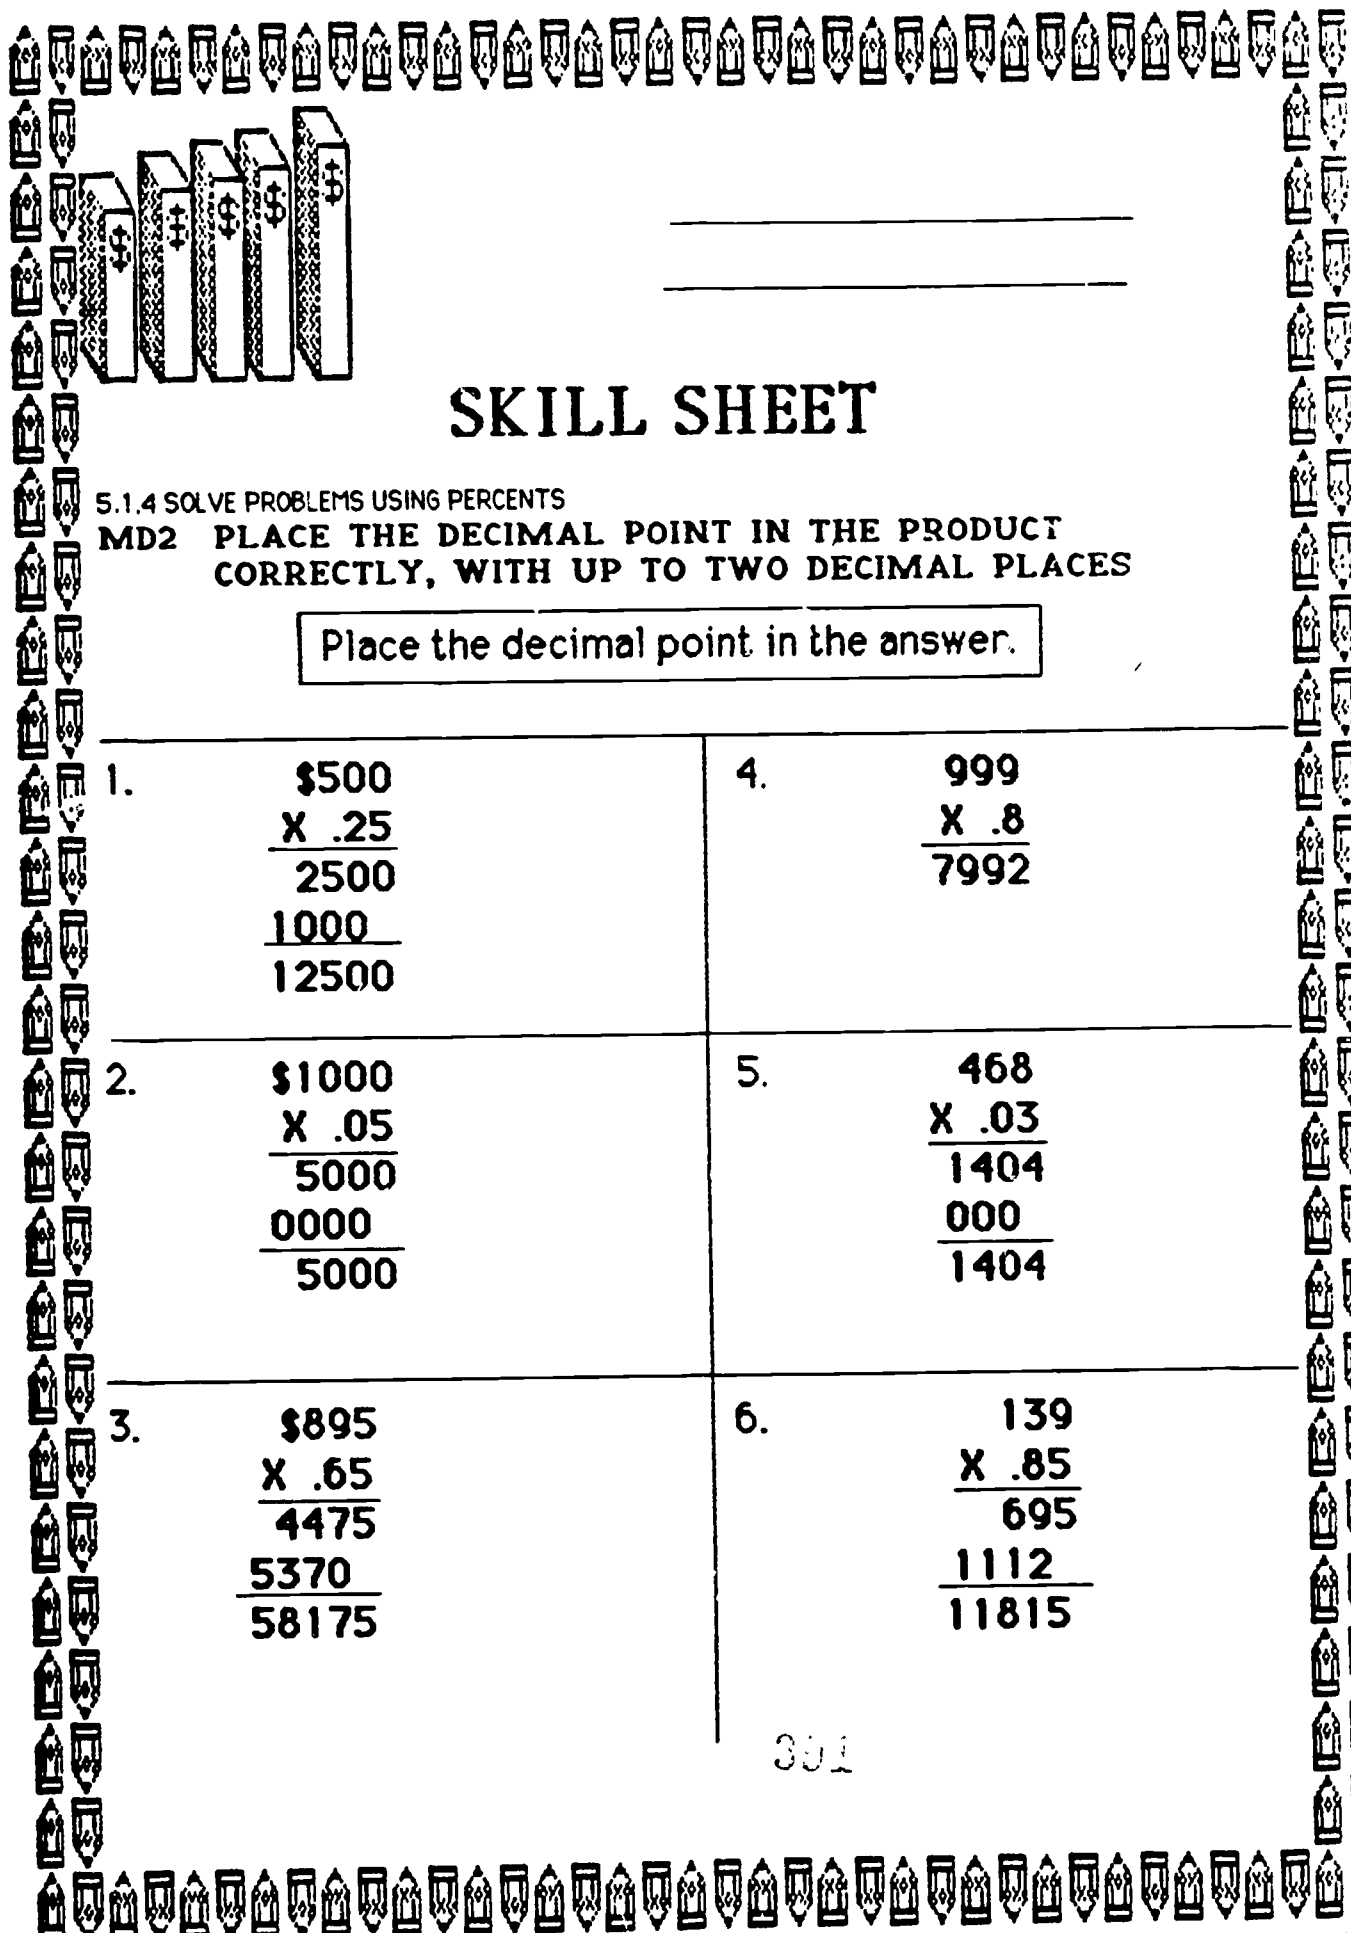 $ $ $ $ $
SKILL SHEET
5.1.4 SOLVE PROBLEMS USING PERCENTS
MD2 PLACE THE DECIMAL POINT IN THE PRODUCT
CORRECTLY, WITH UP TO TWO DECIMAL PLACES
Place the decimal point in the answer.
1.
$500
X .25
2500
1000
12500
2.
$1000
X .05
5000
0000
5000
3.
$895
X .65
4475
5370
58175
4.
999
X .8
7992
5.
468
X .03
1404
000
1404
6.
139
X .85
695
1112
11815